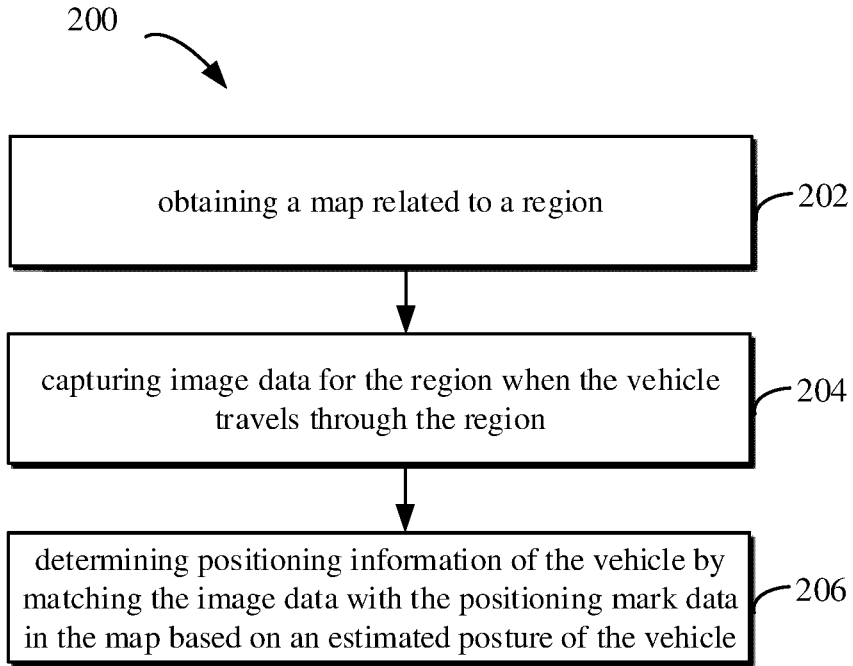 200
obtaining a map related to a region
202
capturing image data for the region when the vehicle
travels through the region
204
determining positioning information of the vehicle by
matching the image data with the positioning mark data
in the map based on an estimated posture of the vehicle
206